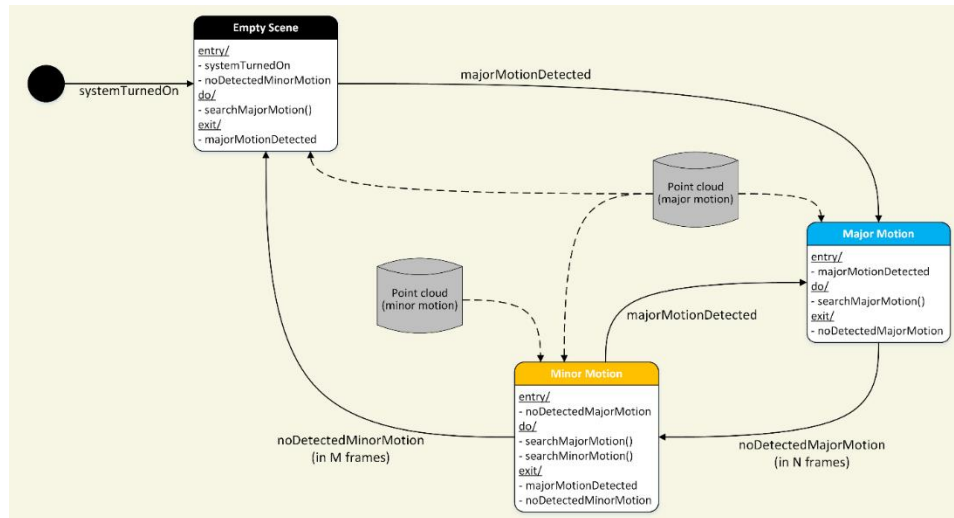 Empty Scene
entry/
- systemTurnedOn
- noDetectedMinorMotion
do/
- searchMajorMotion()
exit/
- majorMotionDetected
systemTurnedOn
majorMotionDetected
Point cloud
(major motion)
Major Motion
entry/
- majorMotionDetected
do/
- searchMajorMotion()
exit/
- noDetectedMajorMotion
Point cloud
(minor motion)
majorMotionDetected
Minor Motion
entry/
- noDetectedMajorMotion
do/
- searchMajorMotion()
- searchMinorMotion()
exit/
- majorMotionDetected
- noDetectedMinorMotion
noDetectedMinorMotion
(in M frames)
noDetectedMajorMotion
(in N frames)